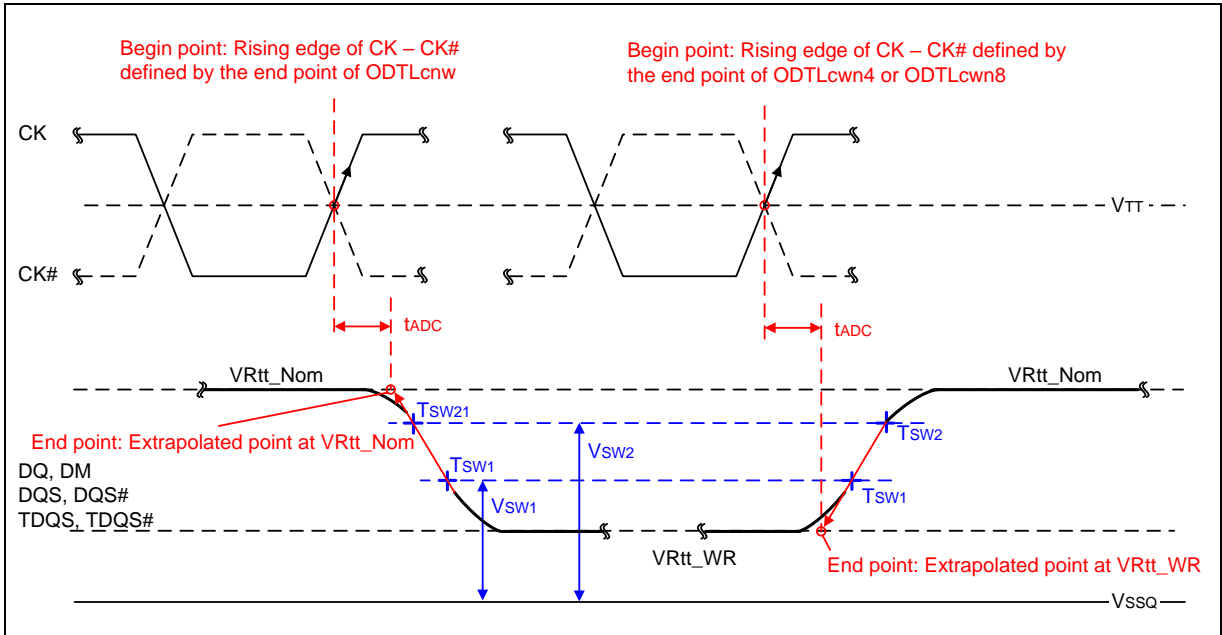 Begin point: Rising edge of CK – CK#
defined by the end point of ODTLcnw
Begin point: Rising edge of CK – CK# defined by
the end point of ODTLcwn4 or ODTLcwn8
CK
VTT
CK#
tADC
tADC
VRtt_Nom
VRtt_Nom
TSW21
End point: Extrapolated point at VRtt_Nom
TSW2
VSW2
DQ, DM
DQS, DQS#
TDQS, TDQS#
TSW1
VSW1
TSW1
VRtt_WR
End point: Extrapolated point at VRtt_WR
VSSQ